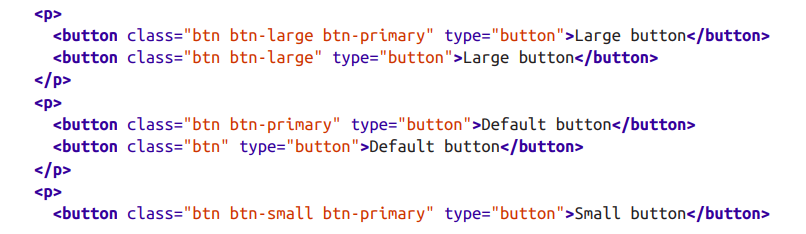 <p>
  <button class="btn btn-large btn-primary" type="button">Large button</button>
  <button class="btn btn-large" type="button">Large button</button>
</p>
<p>
  <button class="btn btn-primary" type="button">Default button</button>
  <button class="btn" type="button">Default button</button>
</p>
<p>
  <button class="btn btn-small btn-primary" type="button">Small button</button>